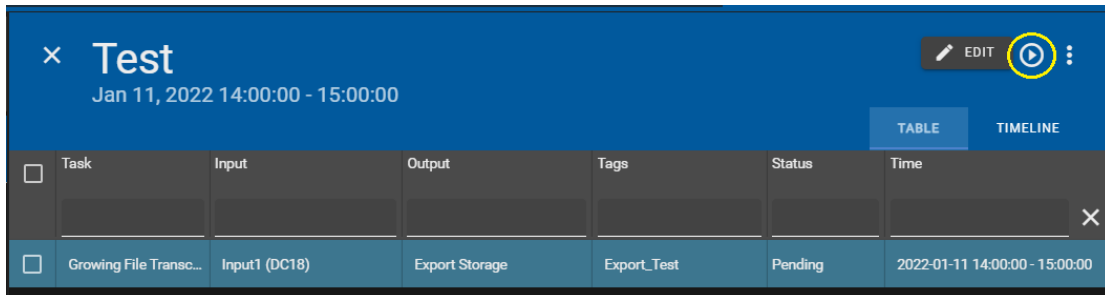 Test
EDIT
Jan 11, 2022 14:00:00 - 15:00:00
TABLE TIMELINE
Task Input Output Tags Status Time
Growing File Transc... Input1 (DC18) Export Storage Export_Test Pending 2022-01-11 14:00:00 - 15:00:00